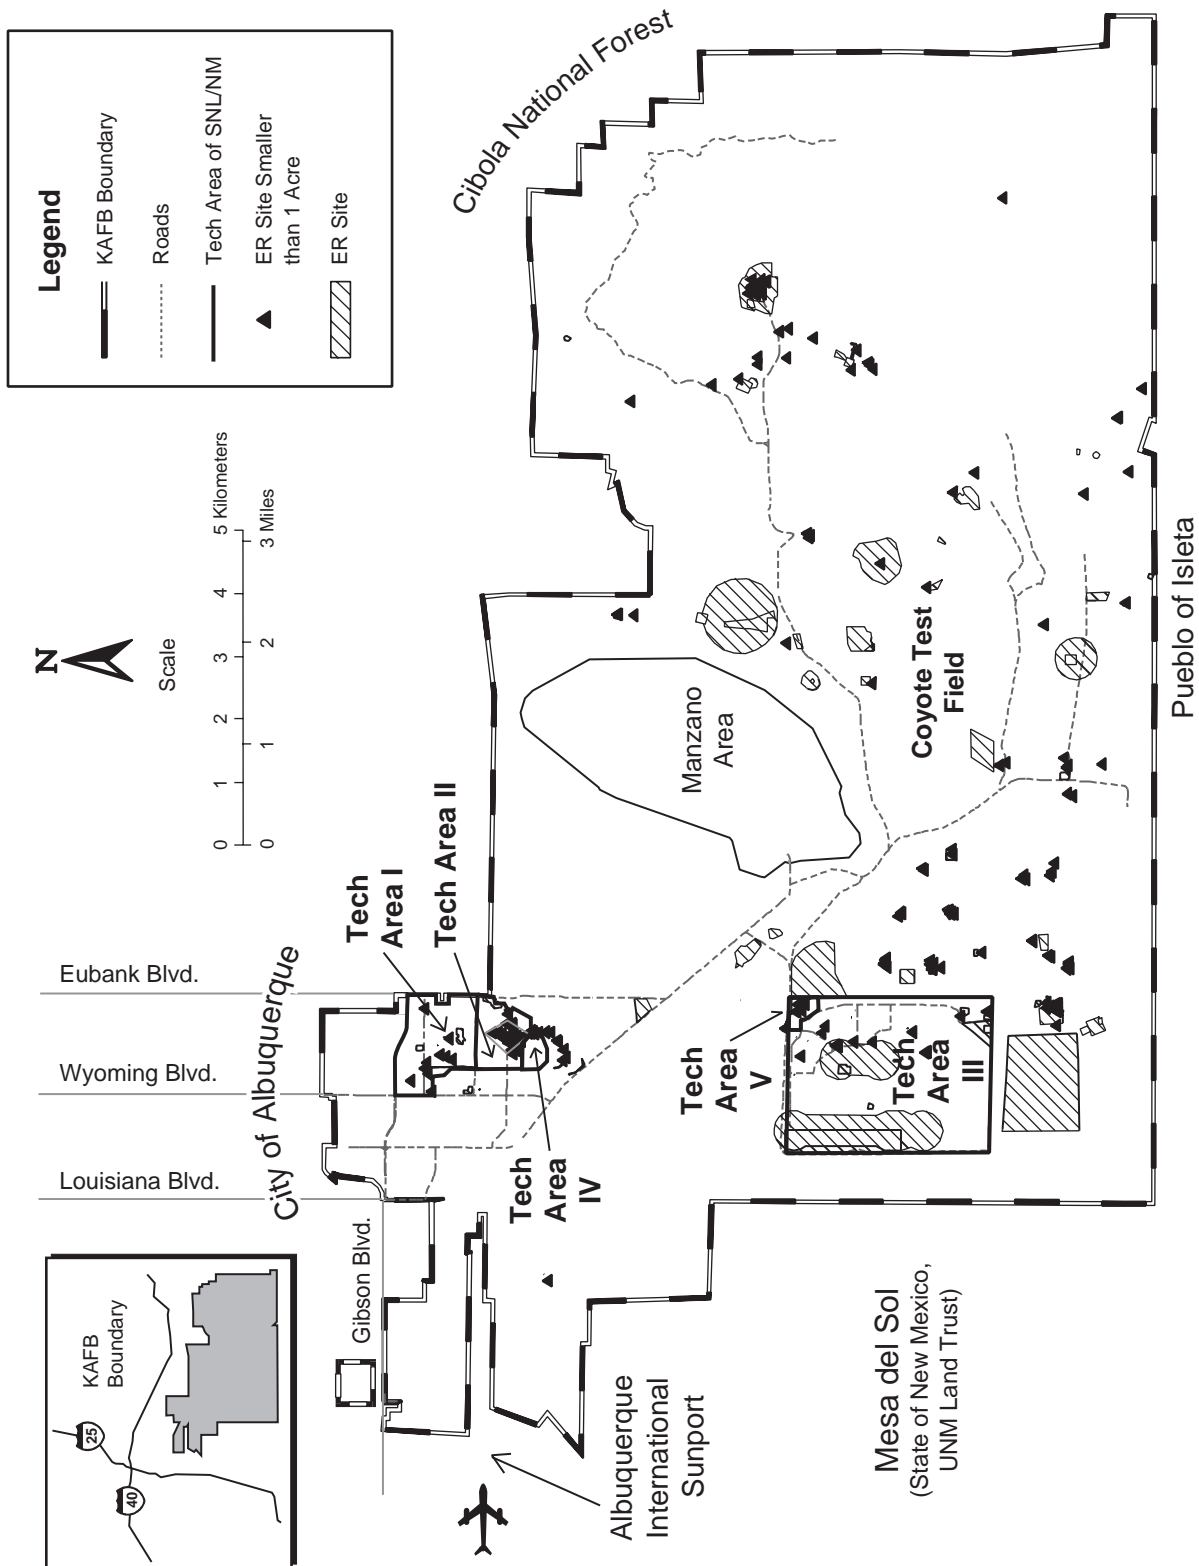 Legend
KAFB Boundary
Roads
Tech Area of SNL/NM
ER Site Smaller
than 1 Acre
ER Site
N
Scale
0 1 2 3 4 5 Kilometers
0 1 2 3 Miles
Cibola National Forest
City of Albuquerque
Eubank Blvd.
Wyoming Blvd.
Louisiana Blvd.
Gibson Blvd.
Tech
Area I
Tech Area II
Tech
Area
IV
Manzano
Area
Tech
Area
V
Tech
Area
III
Coyote Test
Field
Pueblo of Isleta
KAFB
Boundary
25
40
Albuquerque
International
Sunport
Mesa del Sol
(State of New Mexico,
UNM Land Trust)